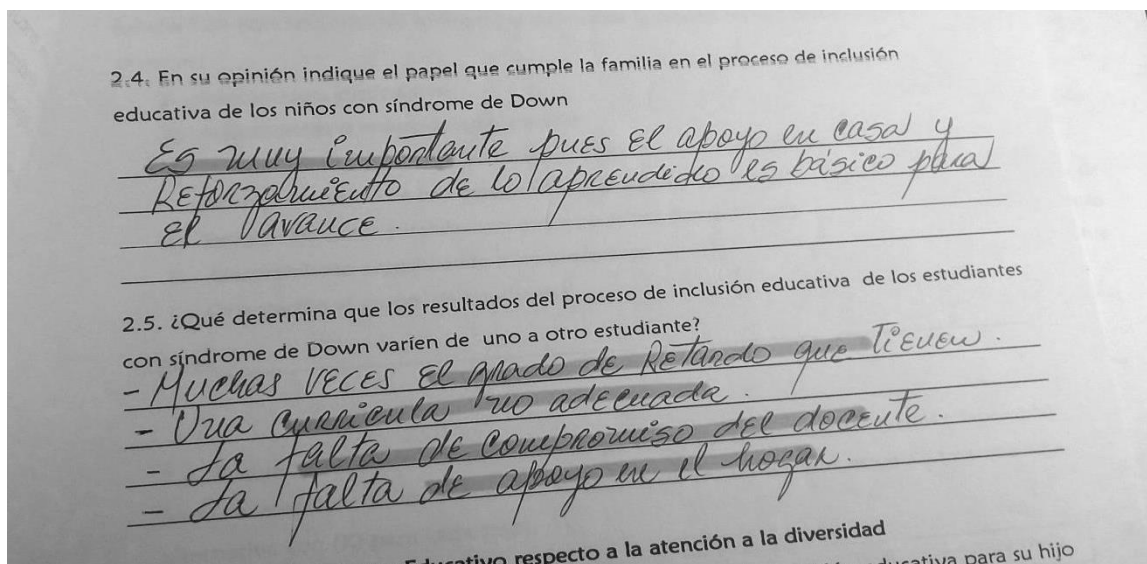 2.4. En su opinión indique el papel que cumple la familia en el proceso de inclusión
educativa de los niños con síndrome de Down
Es muy importante pues el apoyo en casa y
Reforzamiento de lo aprendido es básico para
el avance.
2.5. ¿Qué determina que los resultados del proceso de inclusión educativa de los estudiantes
con síndrome de Down varíen de uno a otro estudiante?
- Muchas veces el grado de Retardo que Tienen.
- Una curricula no adecuada.
- La falta de compromiso del docente.
- La falta de apoyo en el hogar.
respecto a la atención a la diversidad
para su hijo